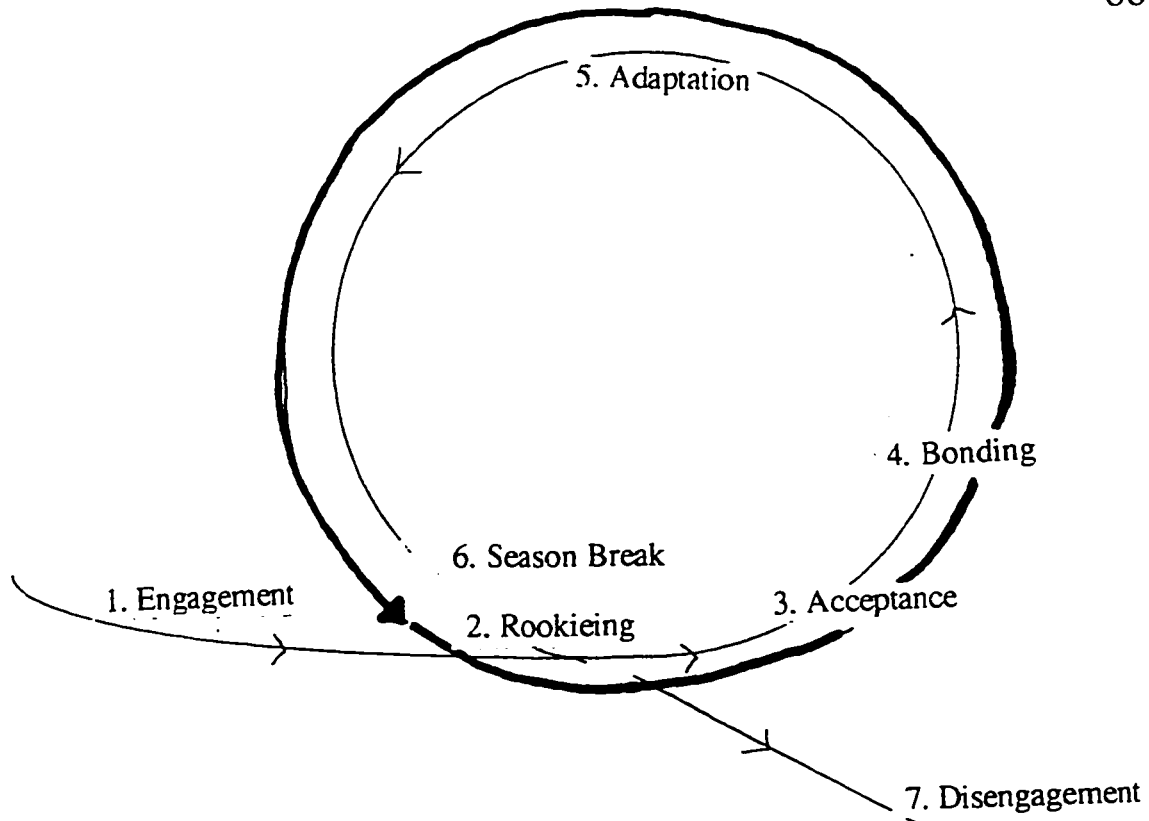 5. Adaptation
4. Bonding
6. Season Break
1. Engagement
3. Acceptance
2. Rookieing
7. Disengagement